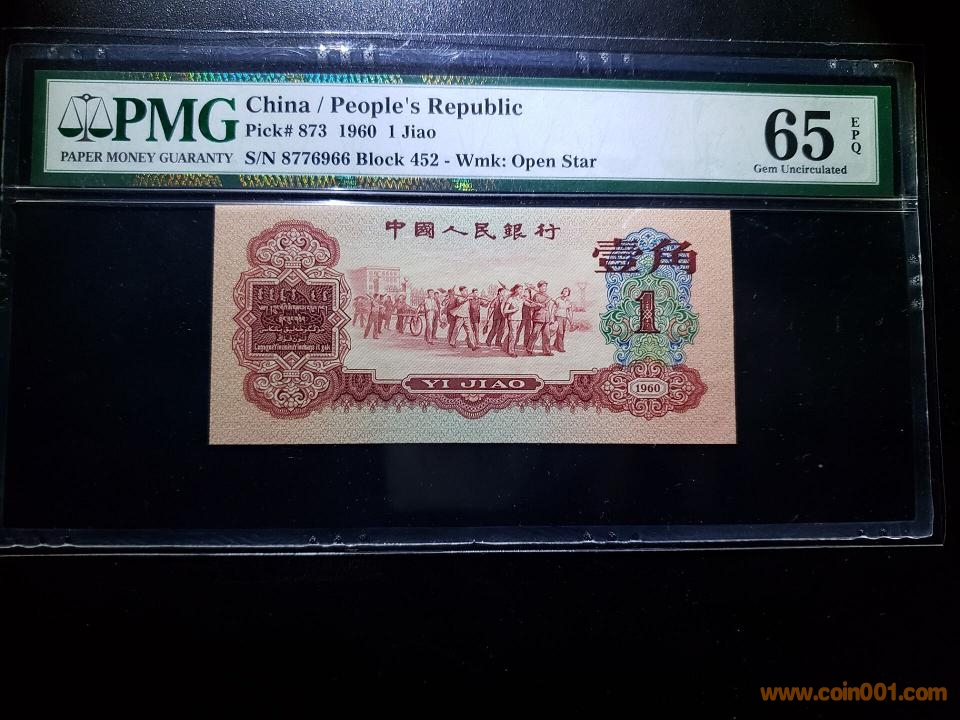 PMG
PAPER MONEY GUARANTY
China / People's Republic
Pick# 873 1960 1 Jiao
S/N 8776966 Block 452 - Wmk: Open Star
65 EPQ
Gem Uncirculated
中國人民銀行
壹角
1
YI JIAO
1960
www.coin001.com